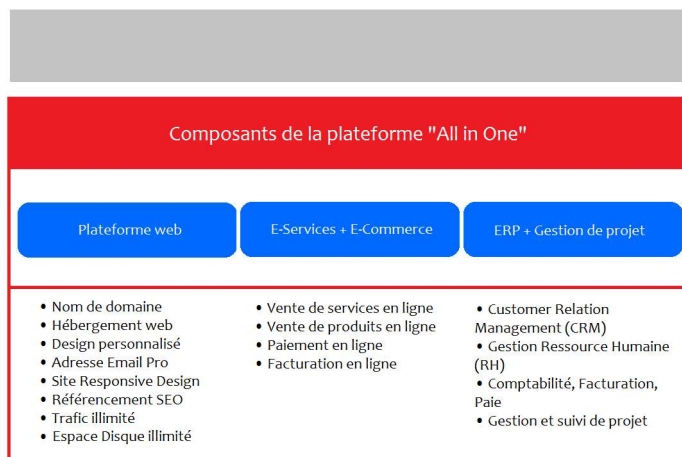 Composants de la plateforme "All in One"
Plateforme web
E-Services + E-Commerce
ERP + Gestion de projet
• Nom de domaine
• Hébergement web
• Design personnalisé
• Adresse Email Pro
• Site Responsive Design
• Référencement SEO
• Trafic illimité
• Espace Disque illimité
• Vente de services en ligne
• Vente de produits en ligne
• Paiement en ligne
• Facturation en ligne
• Customer Relation
Management (CRM)
• Gestion Ressource Humaine
(RH)
• Comptabilité, Facturation,
Paie
• Gestion et suivi de projet